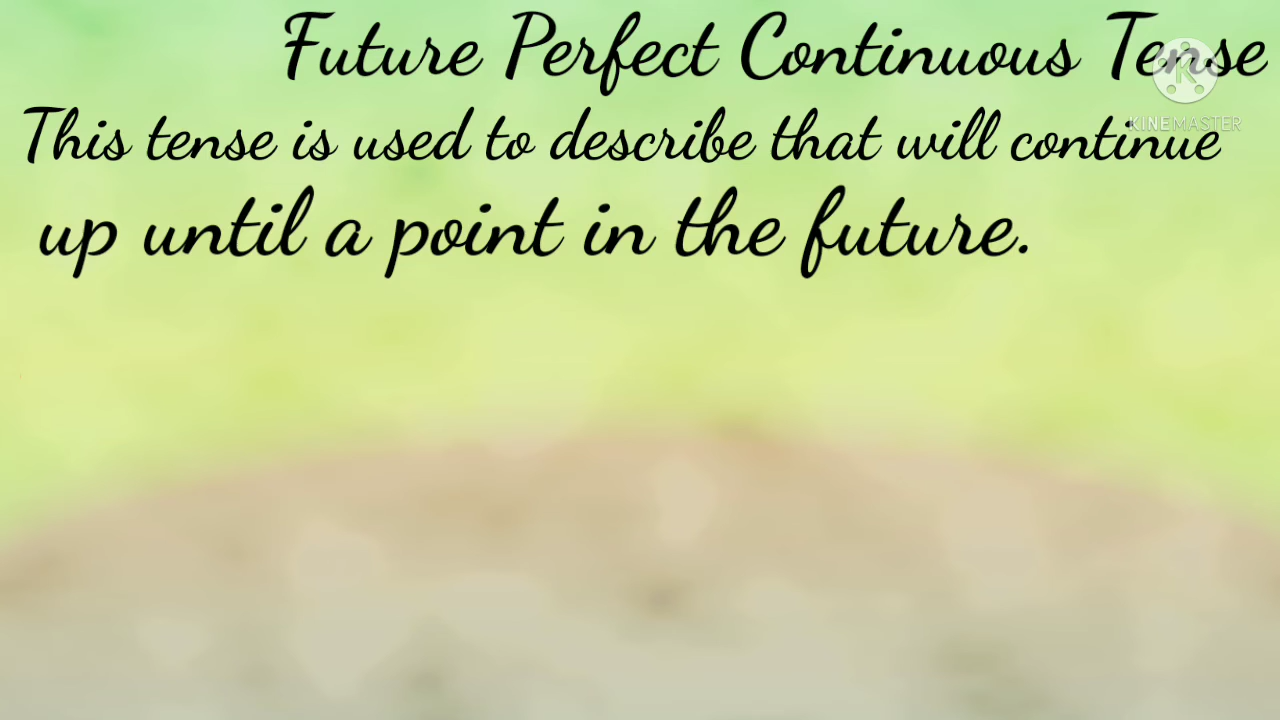 Future Perfect Continuous Tense
KINEMASTER
This tense is used to describe that will continue
up until a point in the future.